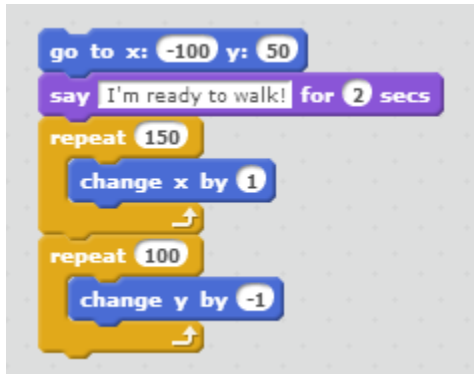 go to x: -100 y: 50
say I'm ready to walk! for 2 secs
repeat 150
change x by 1
repeat 100
change y by -1